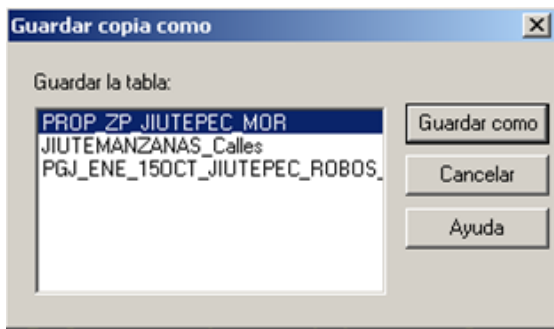 Guardar copia como
Guardar la tabla:
PROP_ZP_JIUTEPEC_MOR
JIUTEMANZANAS_Calles
PGJ_ENE_15OCT_JIUTEPEC_ROBOS_
Guardar como
Cancelar
Ayuda